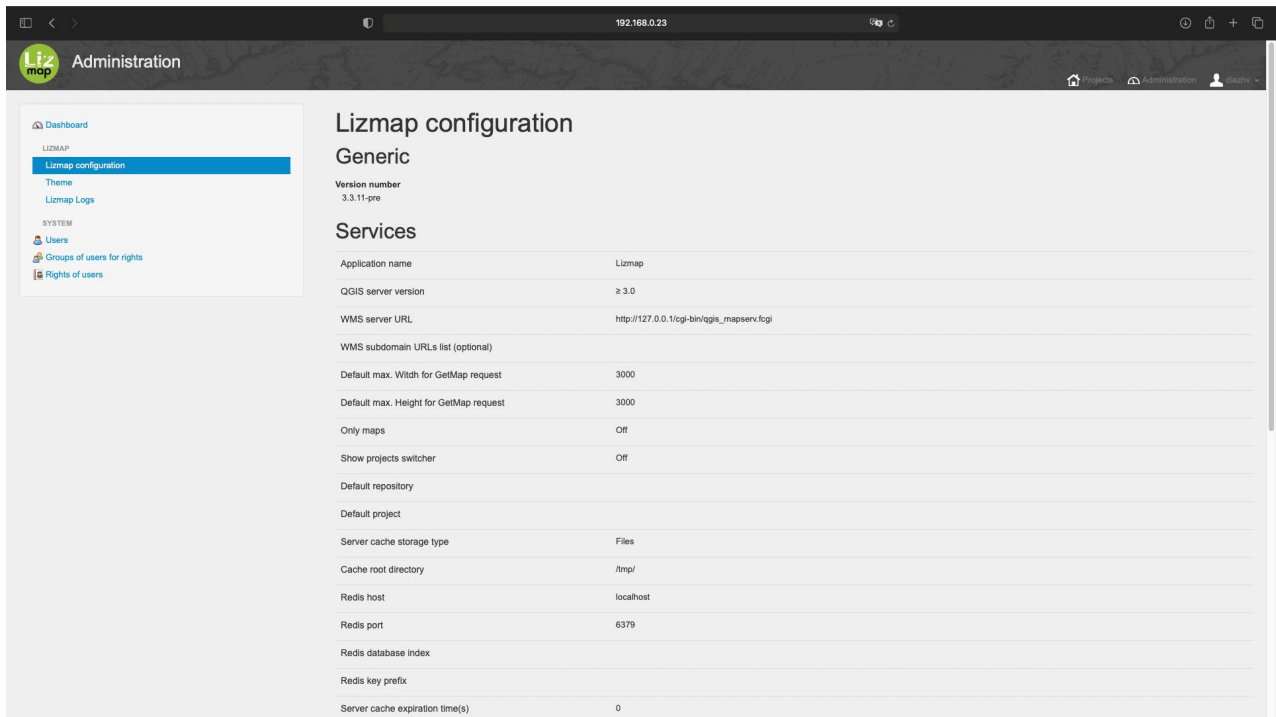 192.168.0.23
Liz
map
Administration
Projects Administration diazhv
Dashboard
LIZMAP
Lizmap configuration
Theme
Lizmap Logs
SYSTEM
Users
Groups of users for rights
Rights of users
Lizmap configuration
Generic
Version number
3.3.11-pre
Services
Application name Lizmap
QGIS server version ≥ 3.0
WMS server URL http://127.0.0.1/cgi-bin/qgis_mapserv.fcgi
WMS subdomain URLs list (optional)
Default max. Witdh for GetMap request 3000
Default max. Height for GetMap request 3000
Only maps Off
Show projects switcher Off
Default repository
Default project
Server cache storage type Files
Cache root directory /tmp/
Redis host localhost
Redis port 6379
Redis database index
Redis key prefix
Server cache expiration time(s) 0